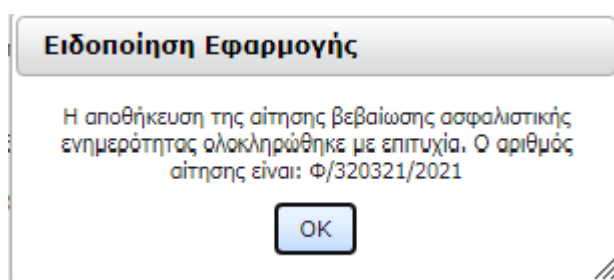 Ειδοποίηση Εφαρμογής
Η αποθήκευση της αίτησης βεβαίωσης ασφαλιστικής
ενημερότητας ολοκληρώθηκε με επιτυχία. Ο αριθμός
αίτησης είναι: Φ/320321/2021
OK